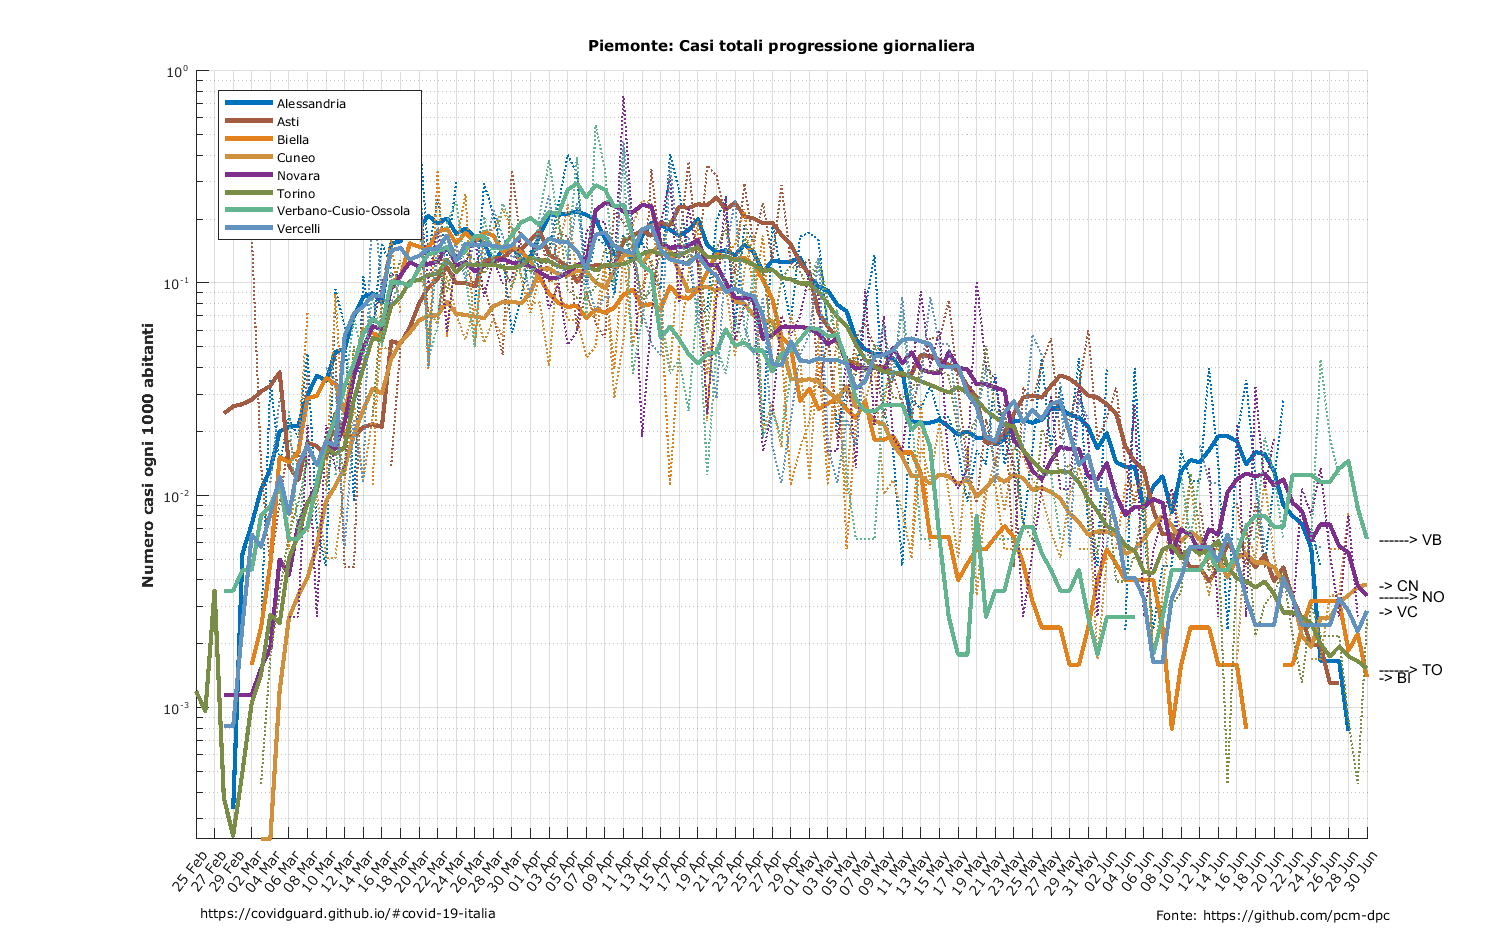 Piemonte: Casi totali progressione giornaliera
10^0
10^-1
10^-2
10^-3
Numero casi ogni 1000 abitanti
Alessandria
Asti
Biella
Cuneo
Novara
Torino
Verbano-Cusio-Ossola
Vercelli
------> VB
-> CN
------> NO
-> VC
------> TO
-> BI
25 Feb
27 Feb
29 Feb
02 Mar
04 Mar
06 Mar
08 Mar
10 Mar
12 Mar
14 Mar
16 Mar
18 Mar
20 Mar
22 Mar
24 Mar
26 Mar
28 Mar
30 Mar
01 Apr
03 Apr
05 Apr
07 Apr
09 Apr
11 Apr
13 Apr
15 Apr
17 Apr
19 Apr
21 Apr
23 Apr
25 Apr
27 Apr
29 Apr
01 May
03 May
05 May
07 May
09 May
11 May
13 May
15 May
17 May
19 May
21 May
23 May
25 May
27 May
29 May
31 May
02 Jun
04 Jun
06 Jun
08 Jun
10 Jun
12 Jun
14 Jun
16 Jun
18 Jun
20 Jun
22 Jun
24 Jun
26 Jun
28 Jun
30 Jun
https://covidguard.github.io/#covid-19-italia
Fonte: https://github.com/pcm-dpc